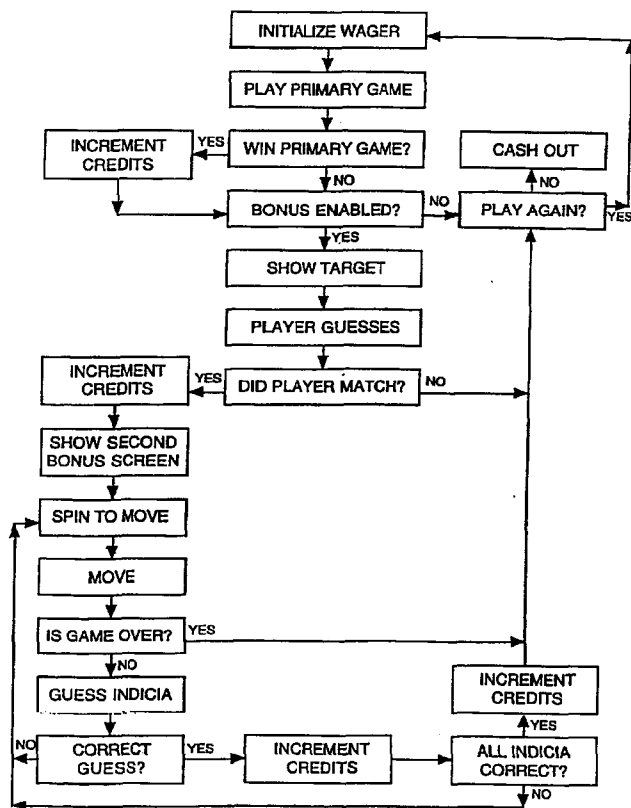 INITIALIZE WAGER
PLAY PRIMARY GAME
INCREMENT
CREDITS
YES
WIN PRIMARY GAME?
CASH OUT
NO
NO
BONUS ENABLED?
NO
PLAY AGAIN?
YES
YES
SHOW TARGET
PLAYER GUESSES
INCREMENT
CREDITS
YES
DID PLAYER MATCH?
NO
SHOW SECOND
BONUS SCREEN
SPIN TO MOVE
MOVE
IS GAME OVER?
YES
NO
GUESS INDICIA
INCREMENT
CREDITS
YES
NO
CORRECT
GUESS?
YES
INCREMENT
CREDITS
ALL INDICIA
CORRECT?
NO